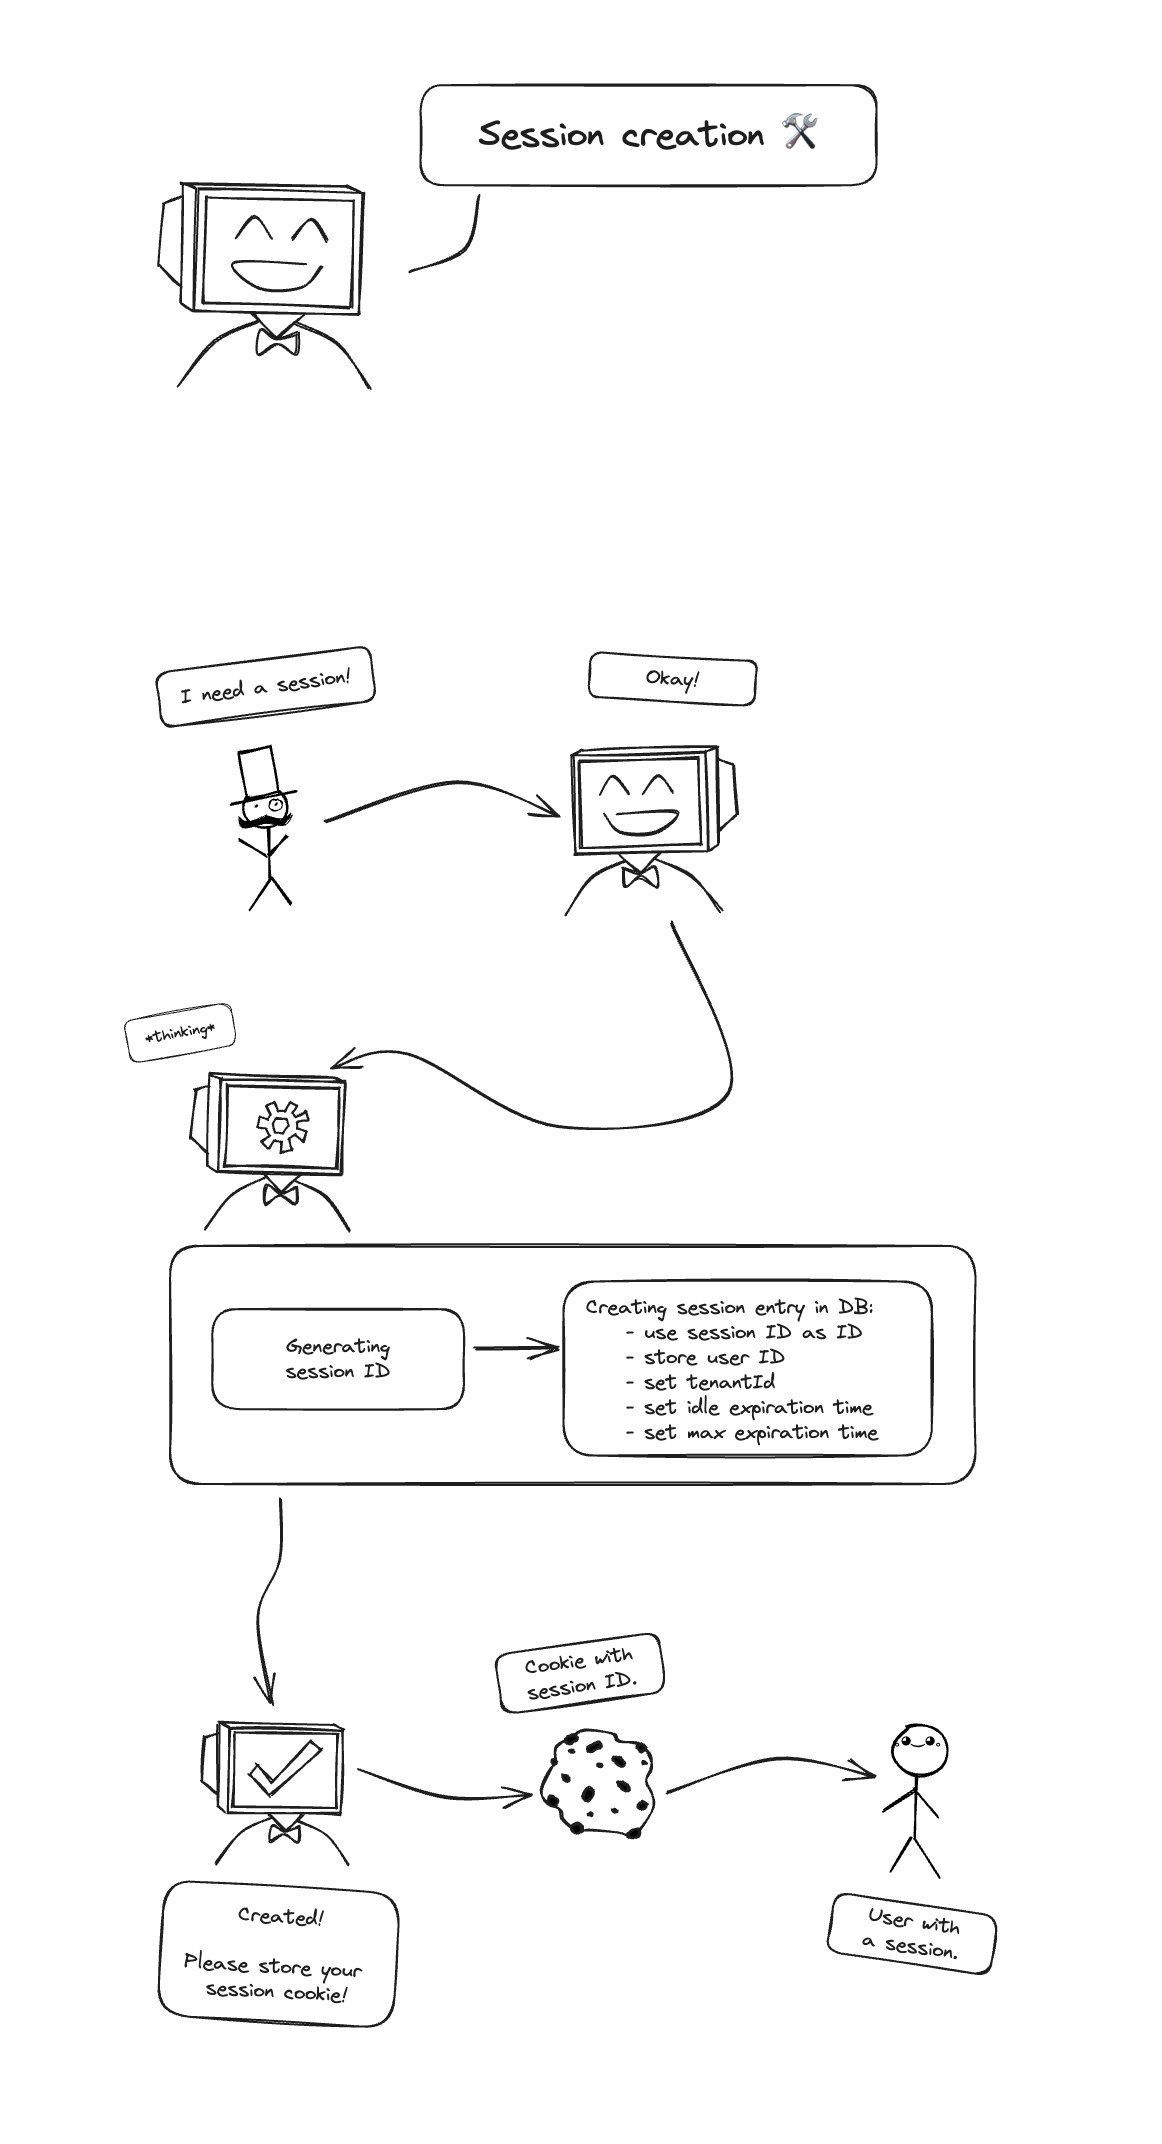 Session creation 🛠
I need a session!
Okay!
*thinking*
Generating
session ID
Creating session entry in DB:
- use session ID as ID
- store user ID
- set tenantId
- set idle expiration time
- set max expiration time
Cookie with
session ID.
Created!
Please store your
session cookie!
User with
a session.